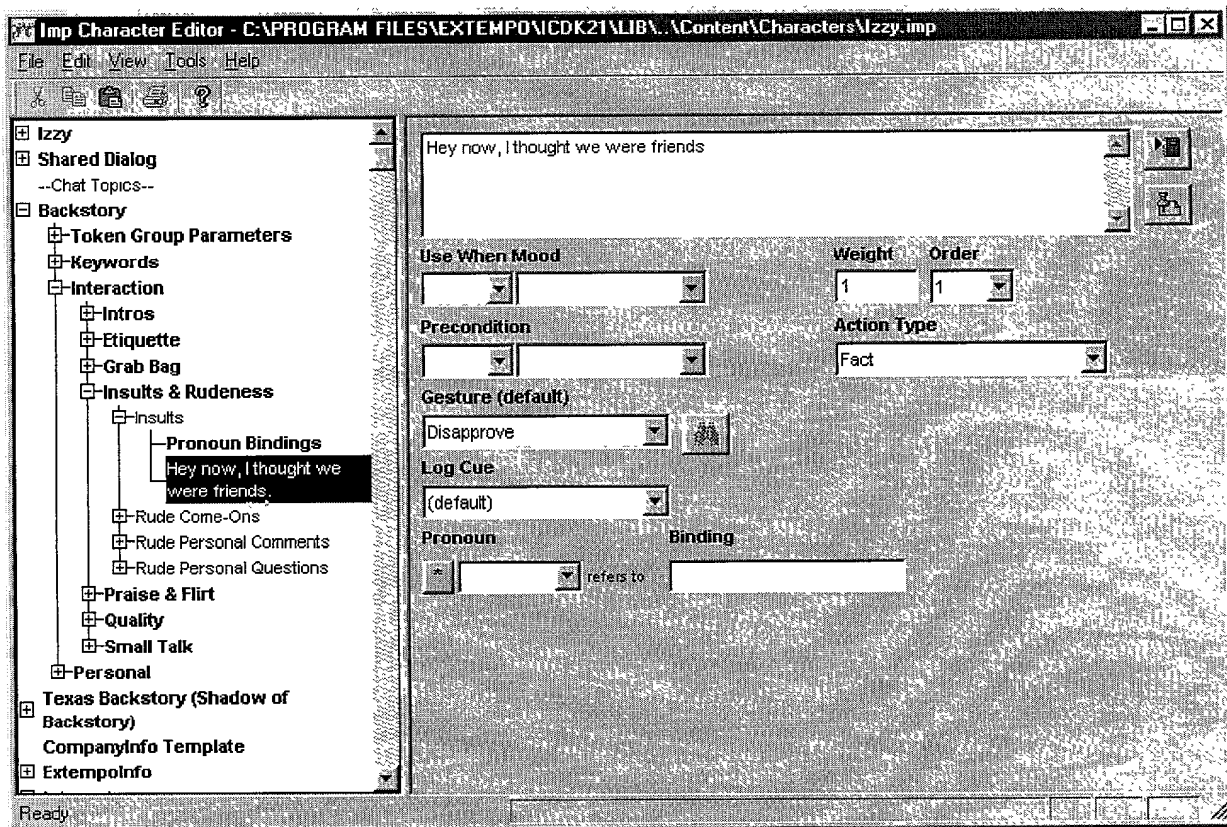 Imp Character Editor - C:\PROGRAM FILES\EXTEMPO\ICDK21\LIB\..\Content\Characters\Izzy.imp
File Edit View Tools Help
Izzy
Shared Dialog
--Chat Topics--
Backstory
Token Group Parameters
Keywords
Interaction
Intros
Etiquette
Grab Bag
Insults & Rudeness
Insults
Pronoun Bindings
Hey now, I thought we
were friends.
Rude Come-Ons
Rude Personal Comments
Rude Personal Questions
Praise & Flirt
Quality
Small Talk
Personal
Texas Backstory (Shadow of
Backstory)
CompanyInfo Template
ExtempoInfo
Hey now, I thought we were friends
Use When Mood
Weight Order
1 1
Precondition
Action Type
Fact
Gesture (default)
Disapprove
Log Cue
(default)
Pronoun Binding
* refers to
Ready